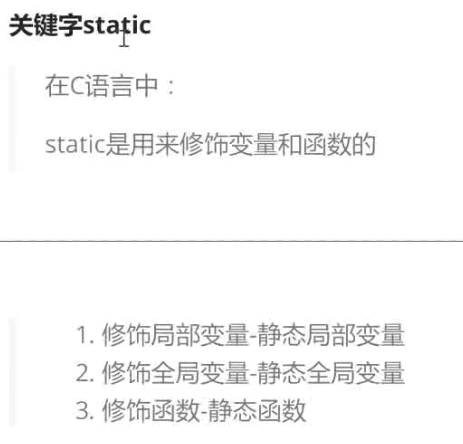 关键字static
在C语言中：
static是用来修饰变量和函数的
1. 修饰局部变量-静态局部变量
2. 修饰全局变量-静态全局变量
3. 修饰函数-静态函数